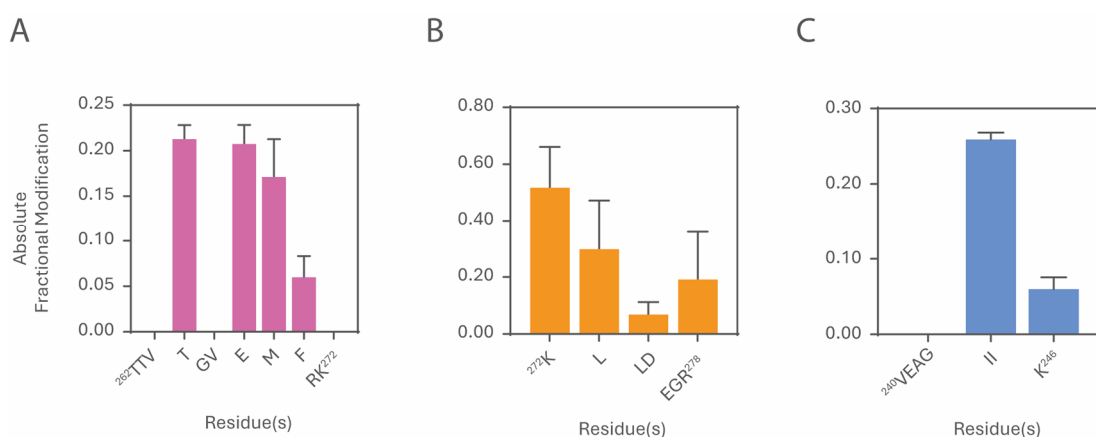 A
B
C
Absolute
Fractional Modification
0.25
0.20
0.15
0.10
0.05
0.00
²⁶²TTV
T
GV
E
M
F
RK²⁷²
Residue(s)
0.80
0.60
0.40
0.20
0.00
²⁷²K
L
LD
EGR²⁷⁸
Residue(s)
0.30
0.20
0.10
0.00
²⁴⁰VEAG
II
K²⁴⁶
Residue(s)